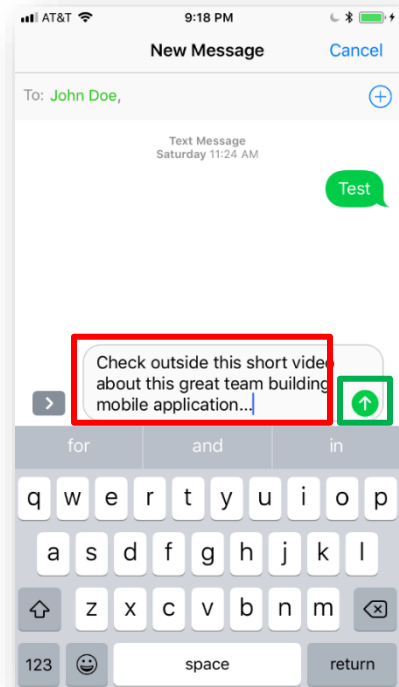 AT&T 9:18 PM
New Message Cancel
To: John Doe,
Text Message
Saturday 11:24 AM
Test
Check outside this short video
about this great team building
mobile application...
for and in
q w e r t y u i o p
a s d f g h j k l
z x c v b n m
123 space return